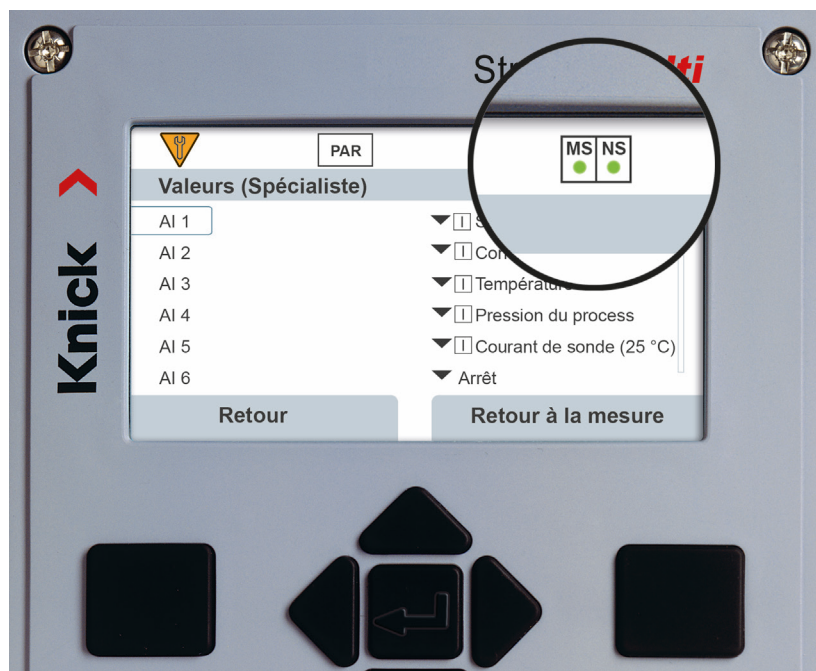 Knick
PAR
MS NS
Valeurs (Spécialiste)
AI 1
AI 2
I
AI 3
I Température
AI 4
I Pression du process
AI 5
I Courant de sonde (25 °C)
AI 6
Arrêt
Retour
Retour à la mesure